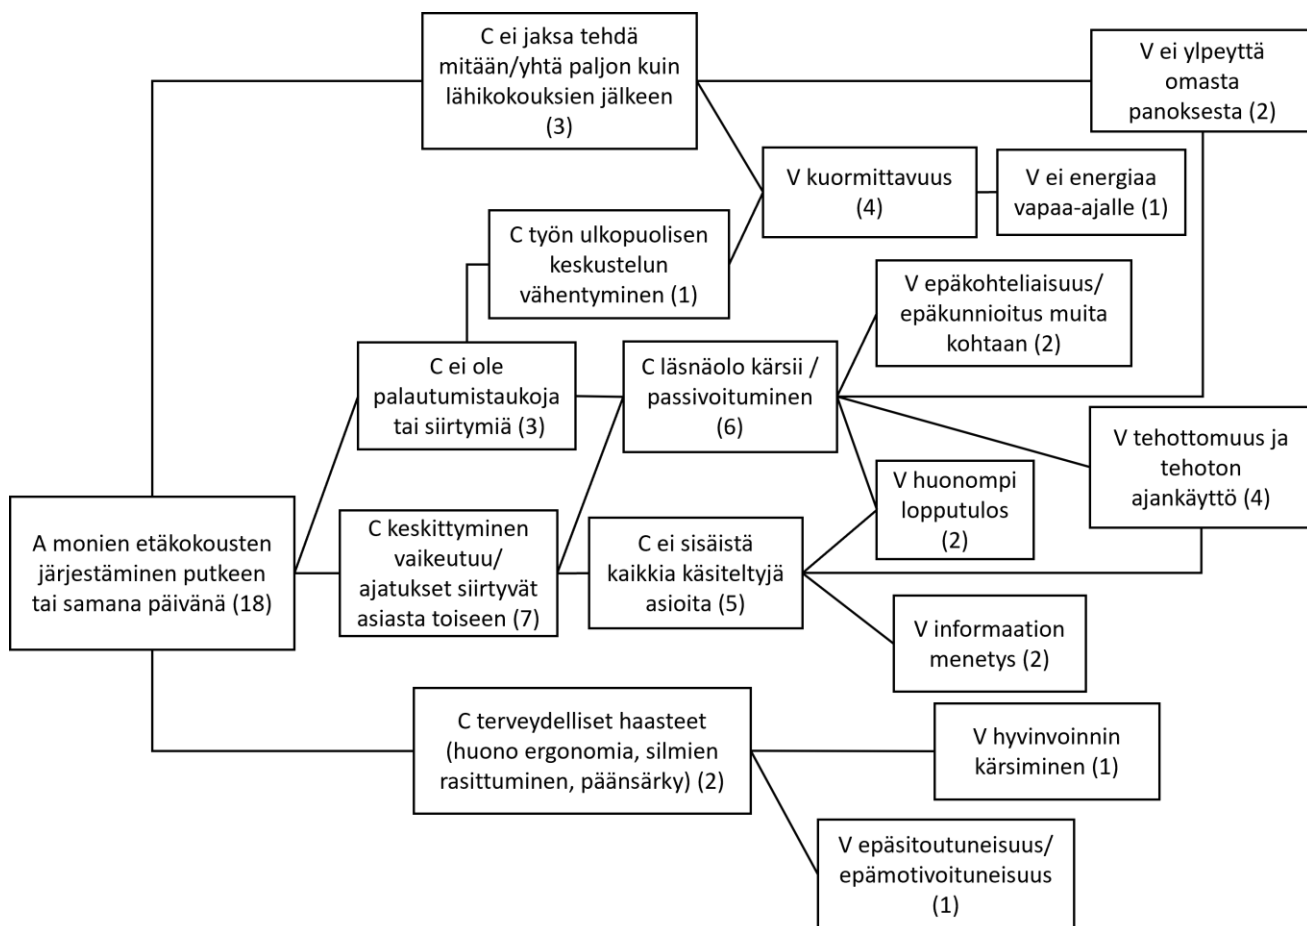 C ei jaksa tehdä
mitään/yhtä paljon kuin
lähikokouksien jälkeen
(3)
V ei ylpeyttä
omasta
panoksesta (2)
V kuormittavuus
(4)
V ei energiaa
vapaa-ajalle (1)
C työn ulkopuolisen
keskustelun
vähentyminen (1)
V epäkohteliaisuus/
epäkunnioitus muita
kohtaan (2)
C ei ole
palautumistaukoja
tai siirtymiä (3)
C läsnäolo kärsii /
passivoituminen
(6)
V tehottomuus ja
tehoton
ajankäyttö (4)
V huonompi
lopputulos
(2)
A monien etäkokousten
järjestäminen putkeen
tai samana päivänä (18)
C keskittyminen
vaikeutuu/
ajatukset siirtyvät
asiasta toiseen (7)
C ei sisäistä
kaikkia käsiteltyjä
asioita (5)
V informaation
menetys (2)
C terveydelliset haasteet
(huono ergonomia, silmien
rasittuminen, päänsärky) (2)
V hyvinvoinnin
kärsiminen (1)
V epäsitoutuneisuus/
epämotivoituneisuus
(1)